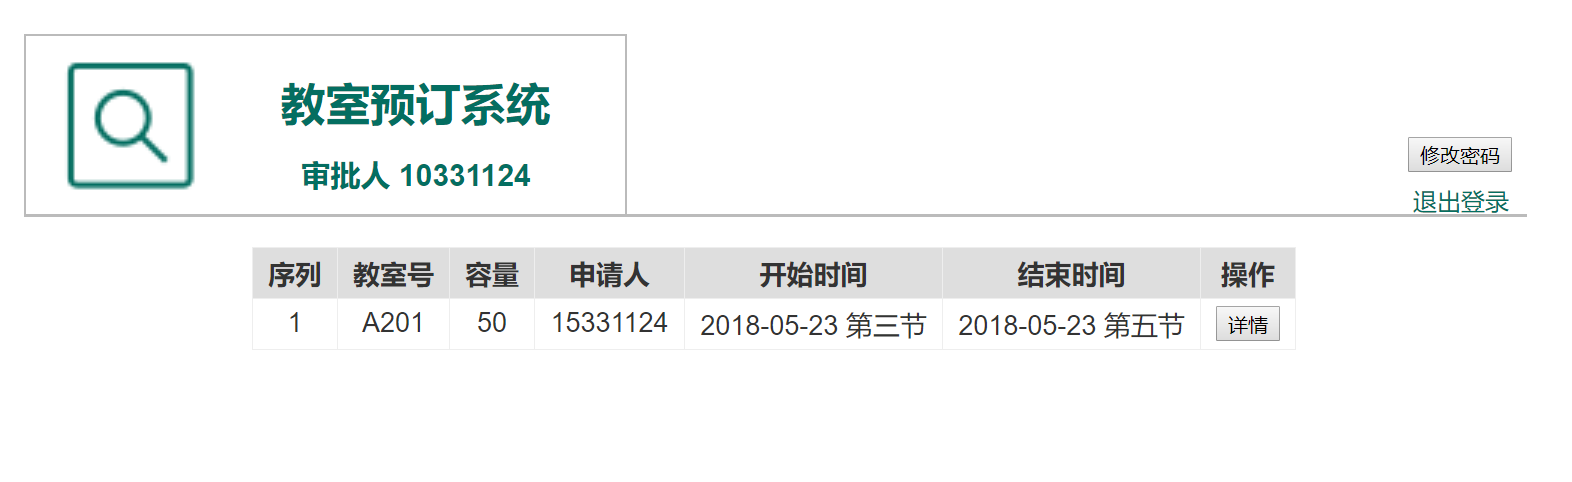 教室预订系统
审批人 10331124
修改密码
退出登录
序列 教室号 容量 申请人 开始时间 结束时间 操作
1 A201 50 15331124 2018-05-23 第三节 2018-05-23 第五节 详情